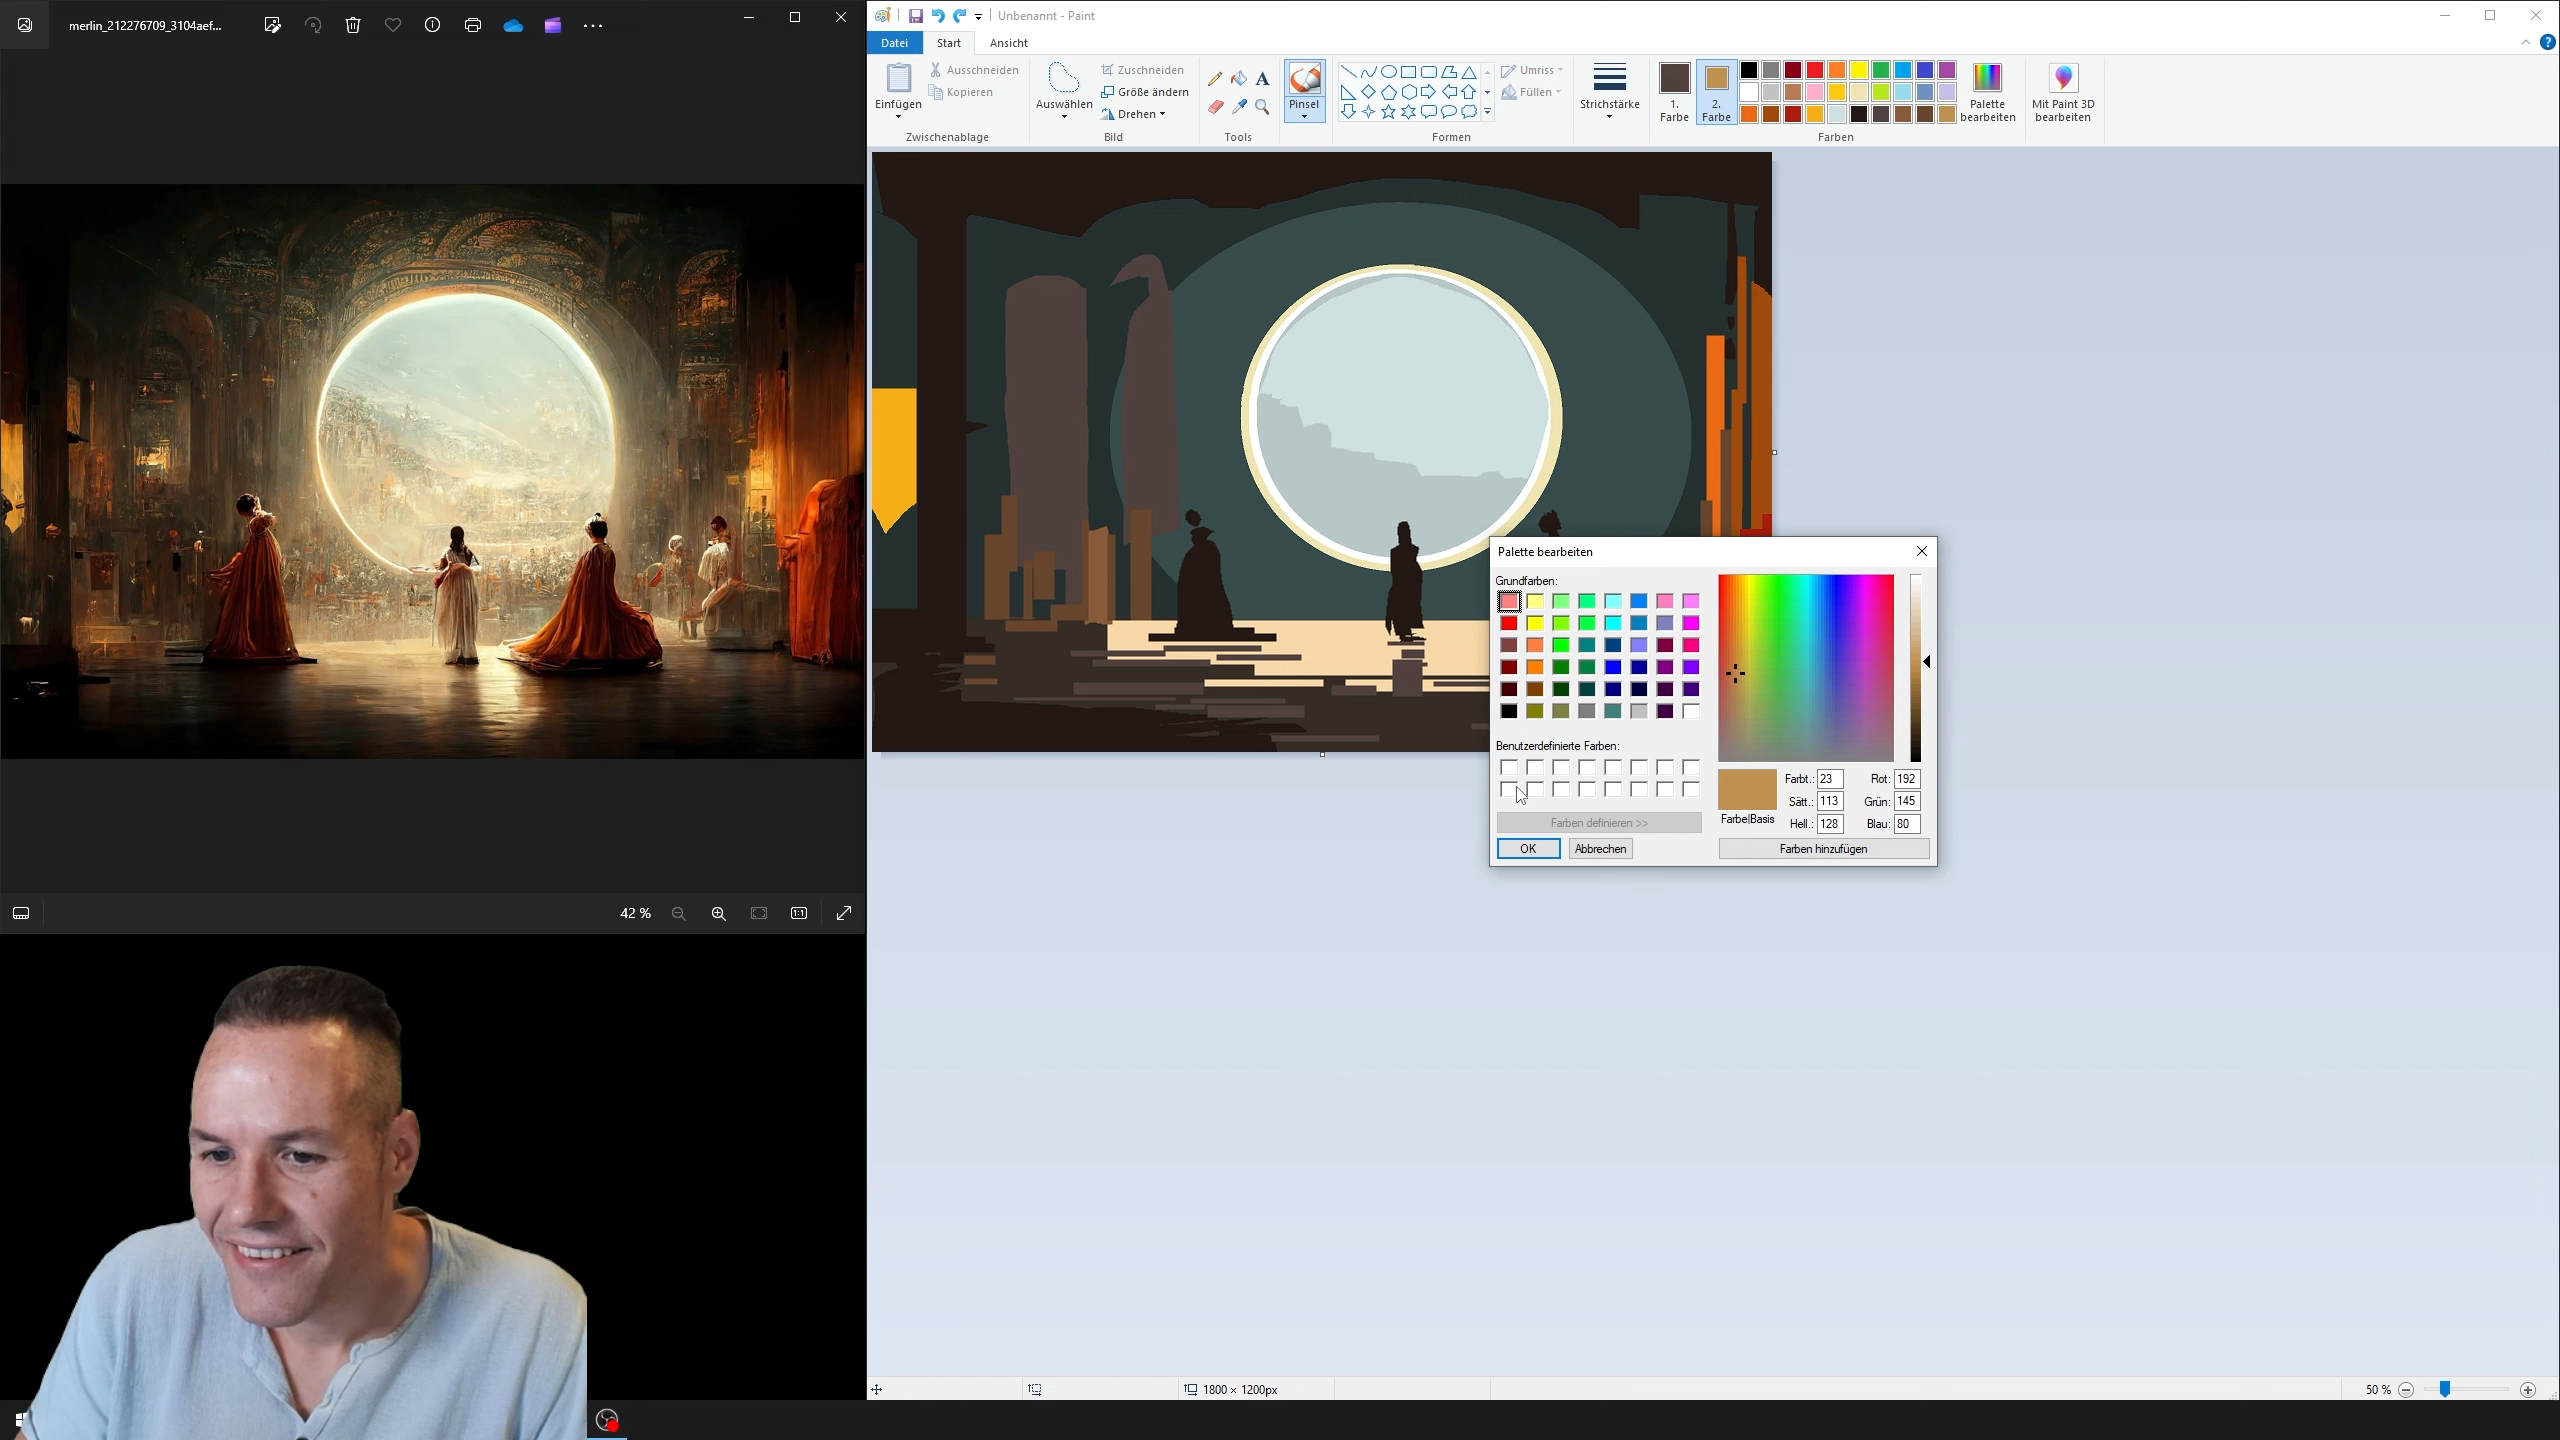 merlin_212276709_3104aef...
42 %
Unbenannt - Paint
Datei
Start
Ansicht
Einfügen
Ausschneiden
Kopieren
Zwischenablage
Auswählen
Zuschneiden
Größe ändern
Drehen
Bild
A
Tools
Pinsel
Formen
Umriss
Füllen
Strichstärke
1.
Farbe
2.
Farbe
Farben
Palette
bearbeiten
Mit Paint 3D
bearbeiten
Palette bearbeiten
Grundfarben:
Benutzerdefinierte Farben:
Farben definieren >>
OK
Abbrechen
Farbe|Basis
Farbt.: 23
Sätt.: 113
Hell.: 128
Rot: 192
Grün: 145
Blau: 80
Farben hinzufügen
1800 × 1200px
50 %